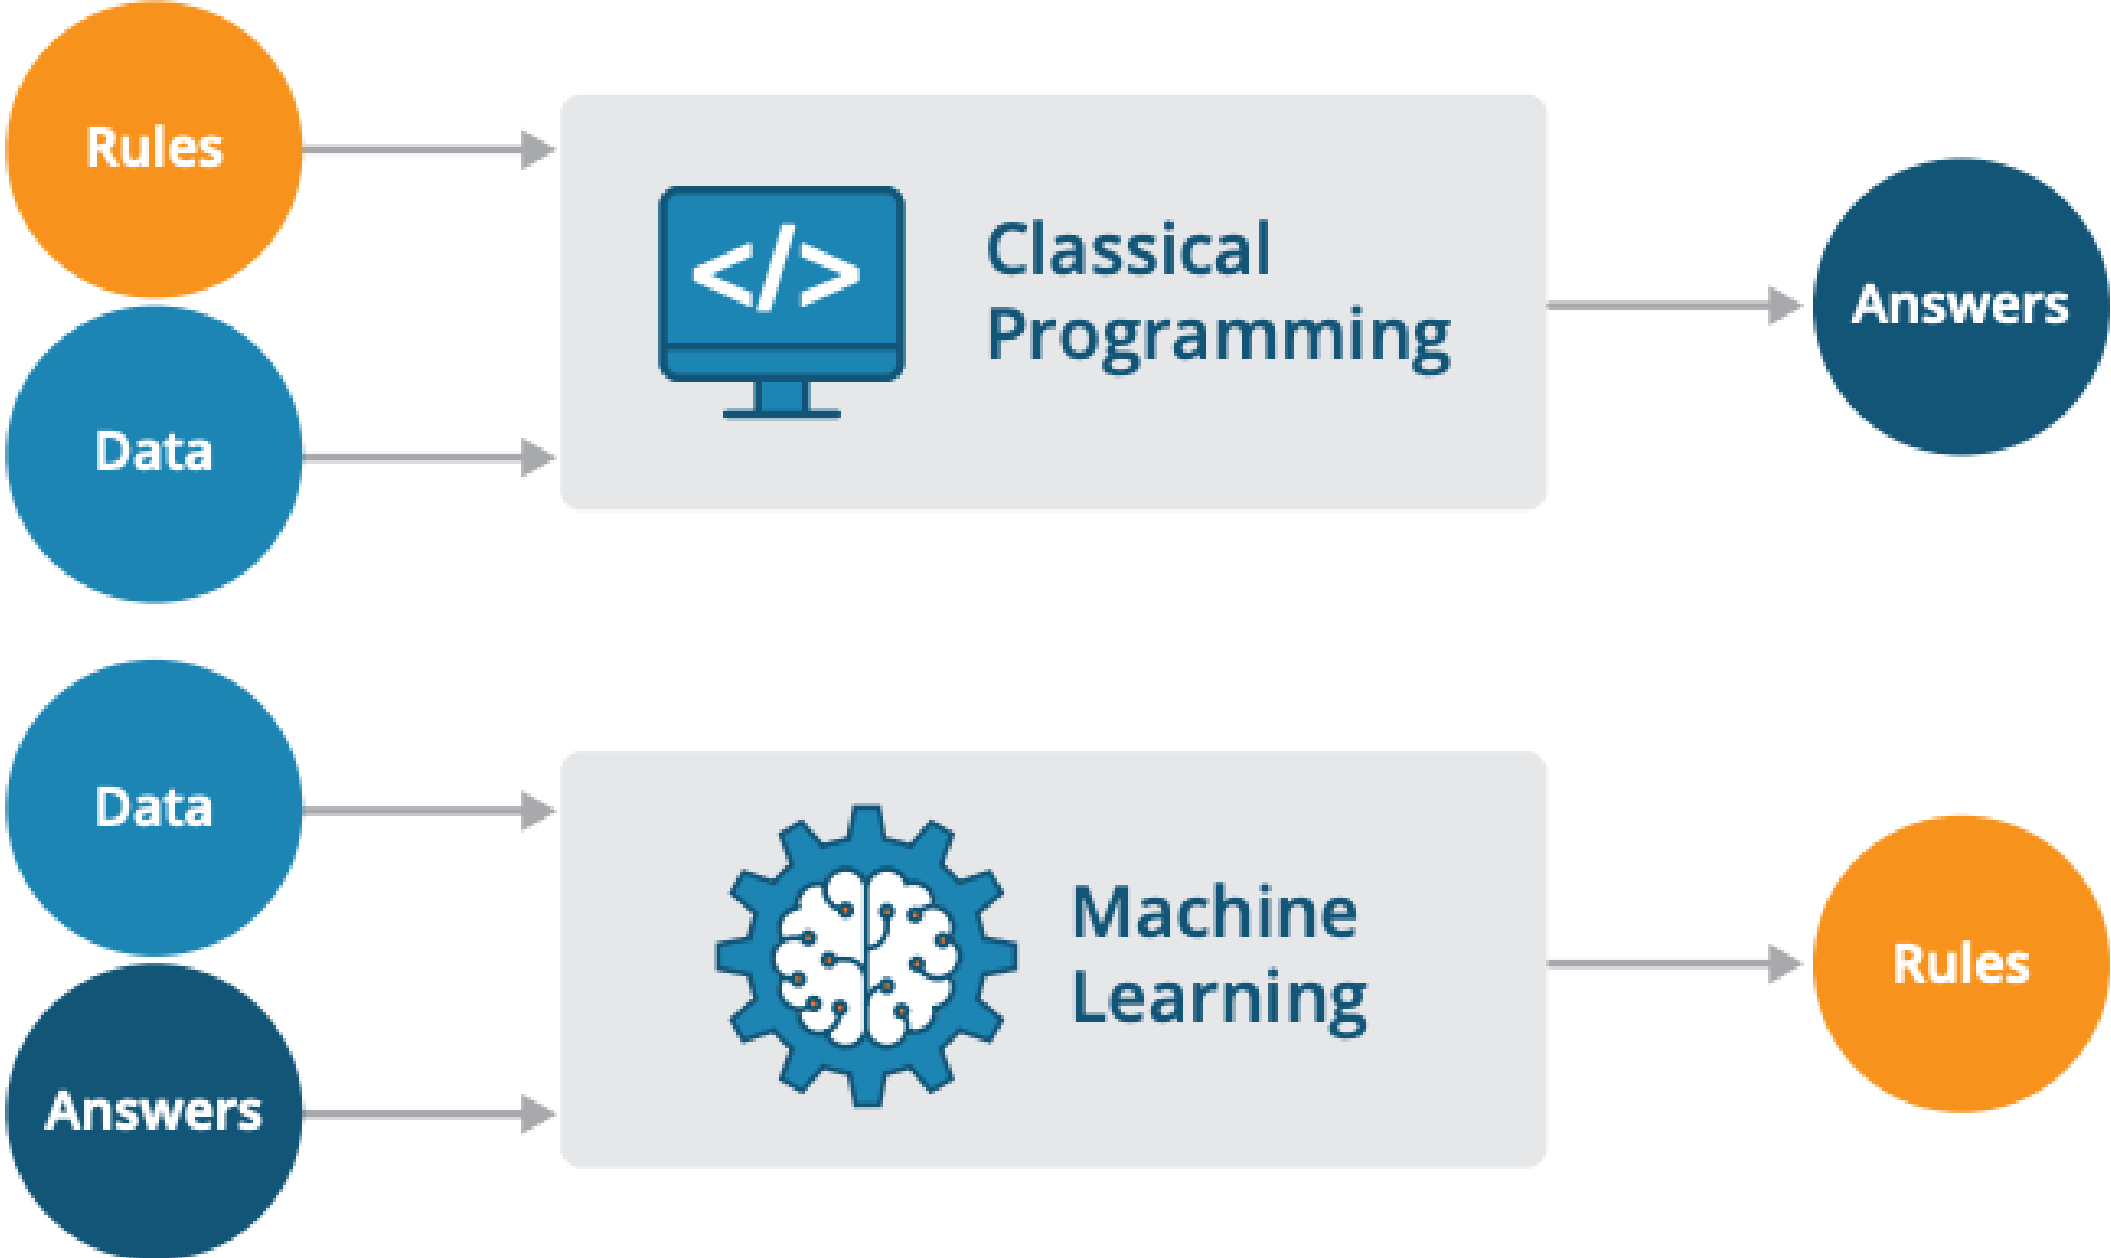 Rules
Data
</>
Classical
Programming
Answers
Data
Answers
Machine
Learning
Rules